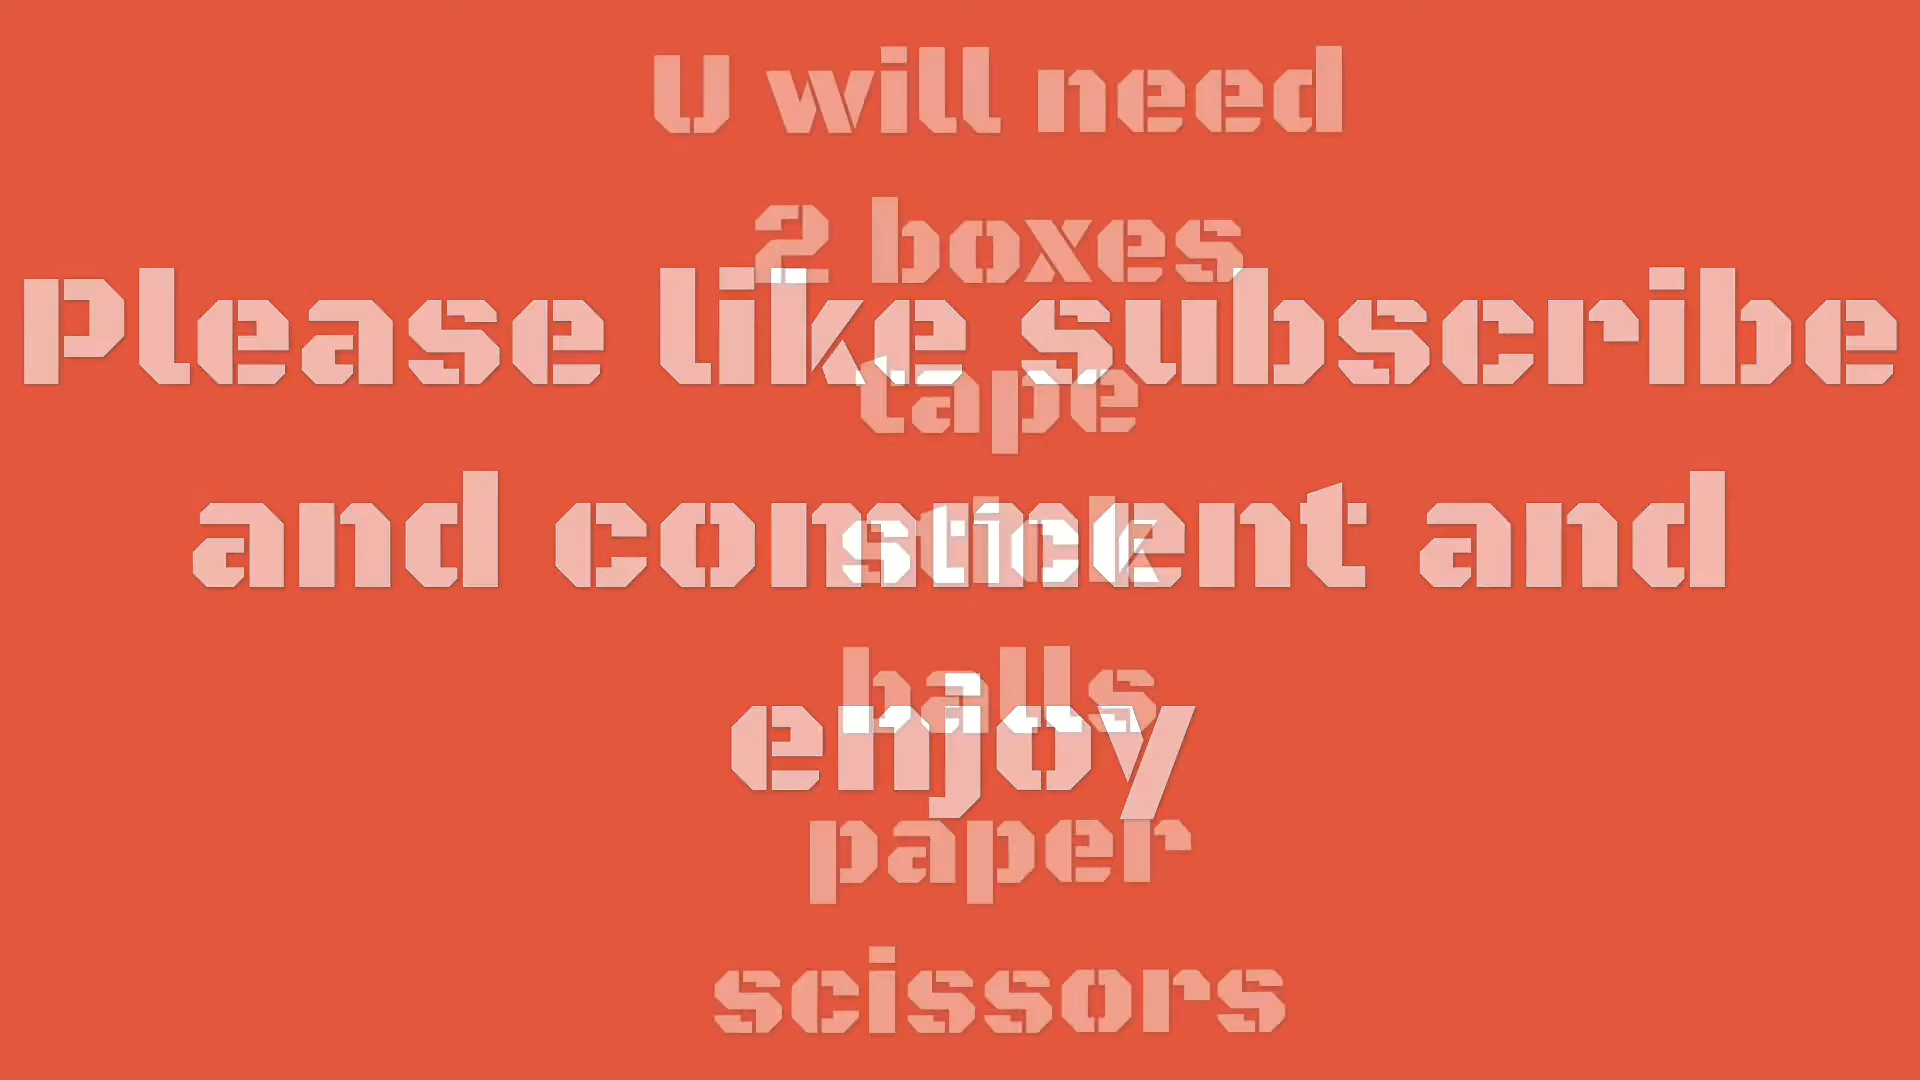 U will need
2 boxes
Please like subscribe
tape
and comment and
stick
balls
enjoy
paper
scissors